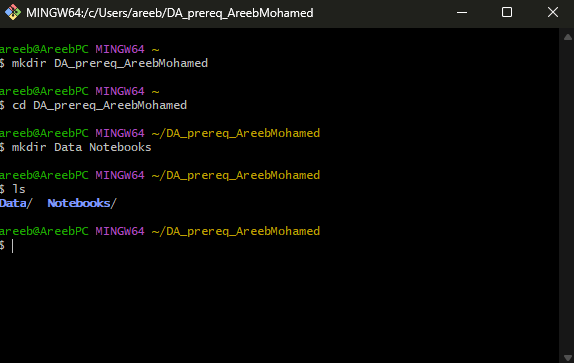 MINGW64:/c/Users/areeb/DA_prereq_AreebMohamed
areeb@AreebPC MINGW64 ~
$ mkdir DA_prereq_AreebMohamed
areeb@AreebPC MINGW64 ~
$ cd DA_prereq_AreebMohamed
areeb@AreebPC MINGW64 ~/DA_prereq_AreebMohamed
$ mkdir Data Notebooks
areeb@AreebPC MINGW64 ~/DA_prereq_AreebMohamed
$ ls
Data/  Notebooks/
areeb@AreebPC MINGW64 ~/DA_prereq_AreebMohamed
$